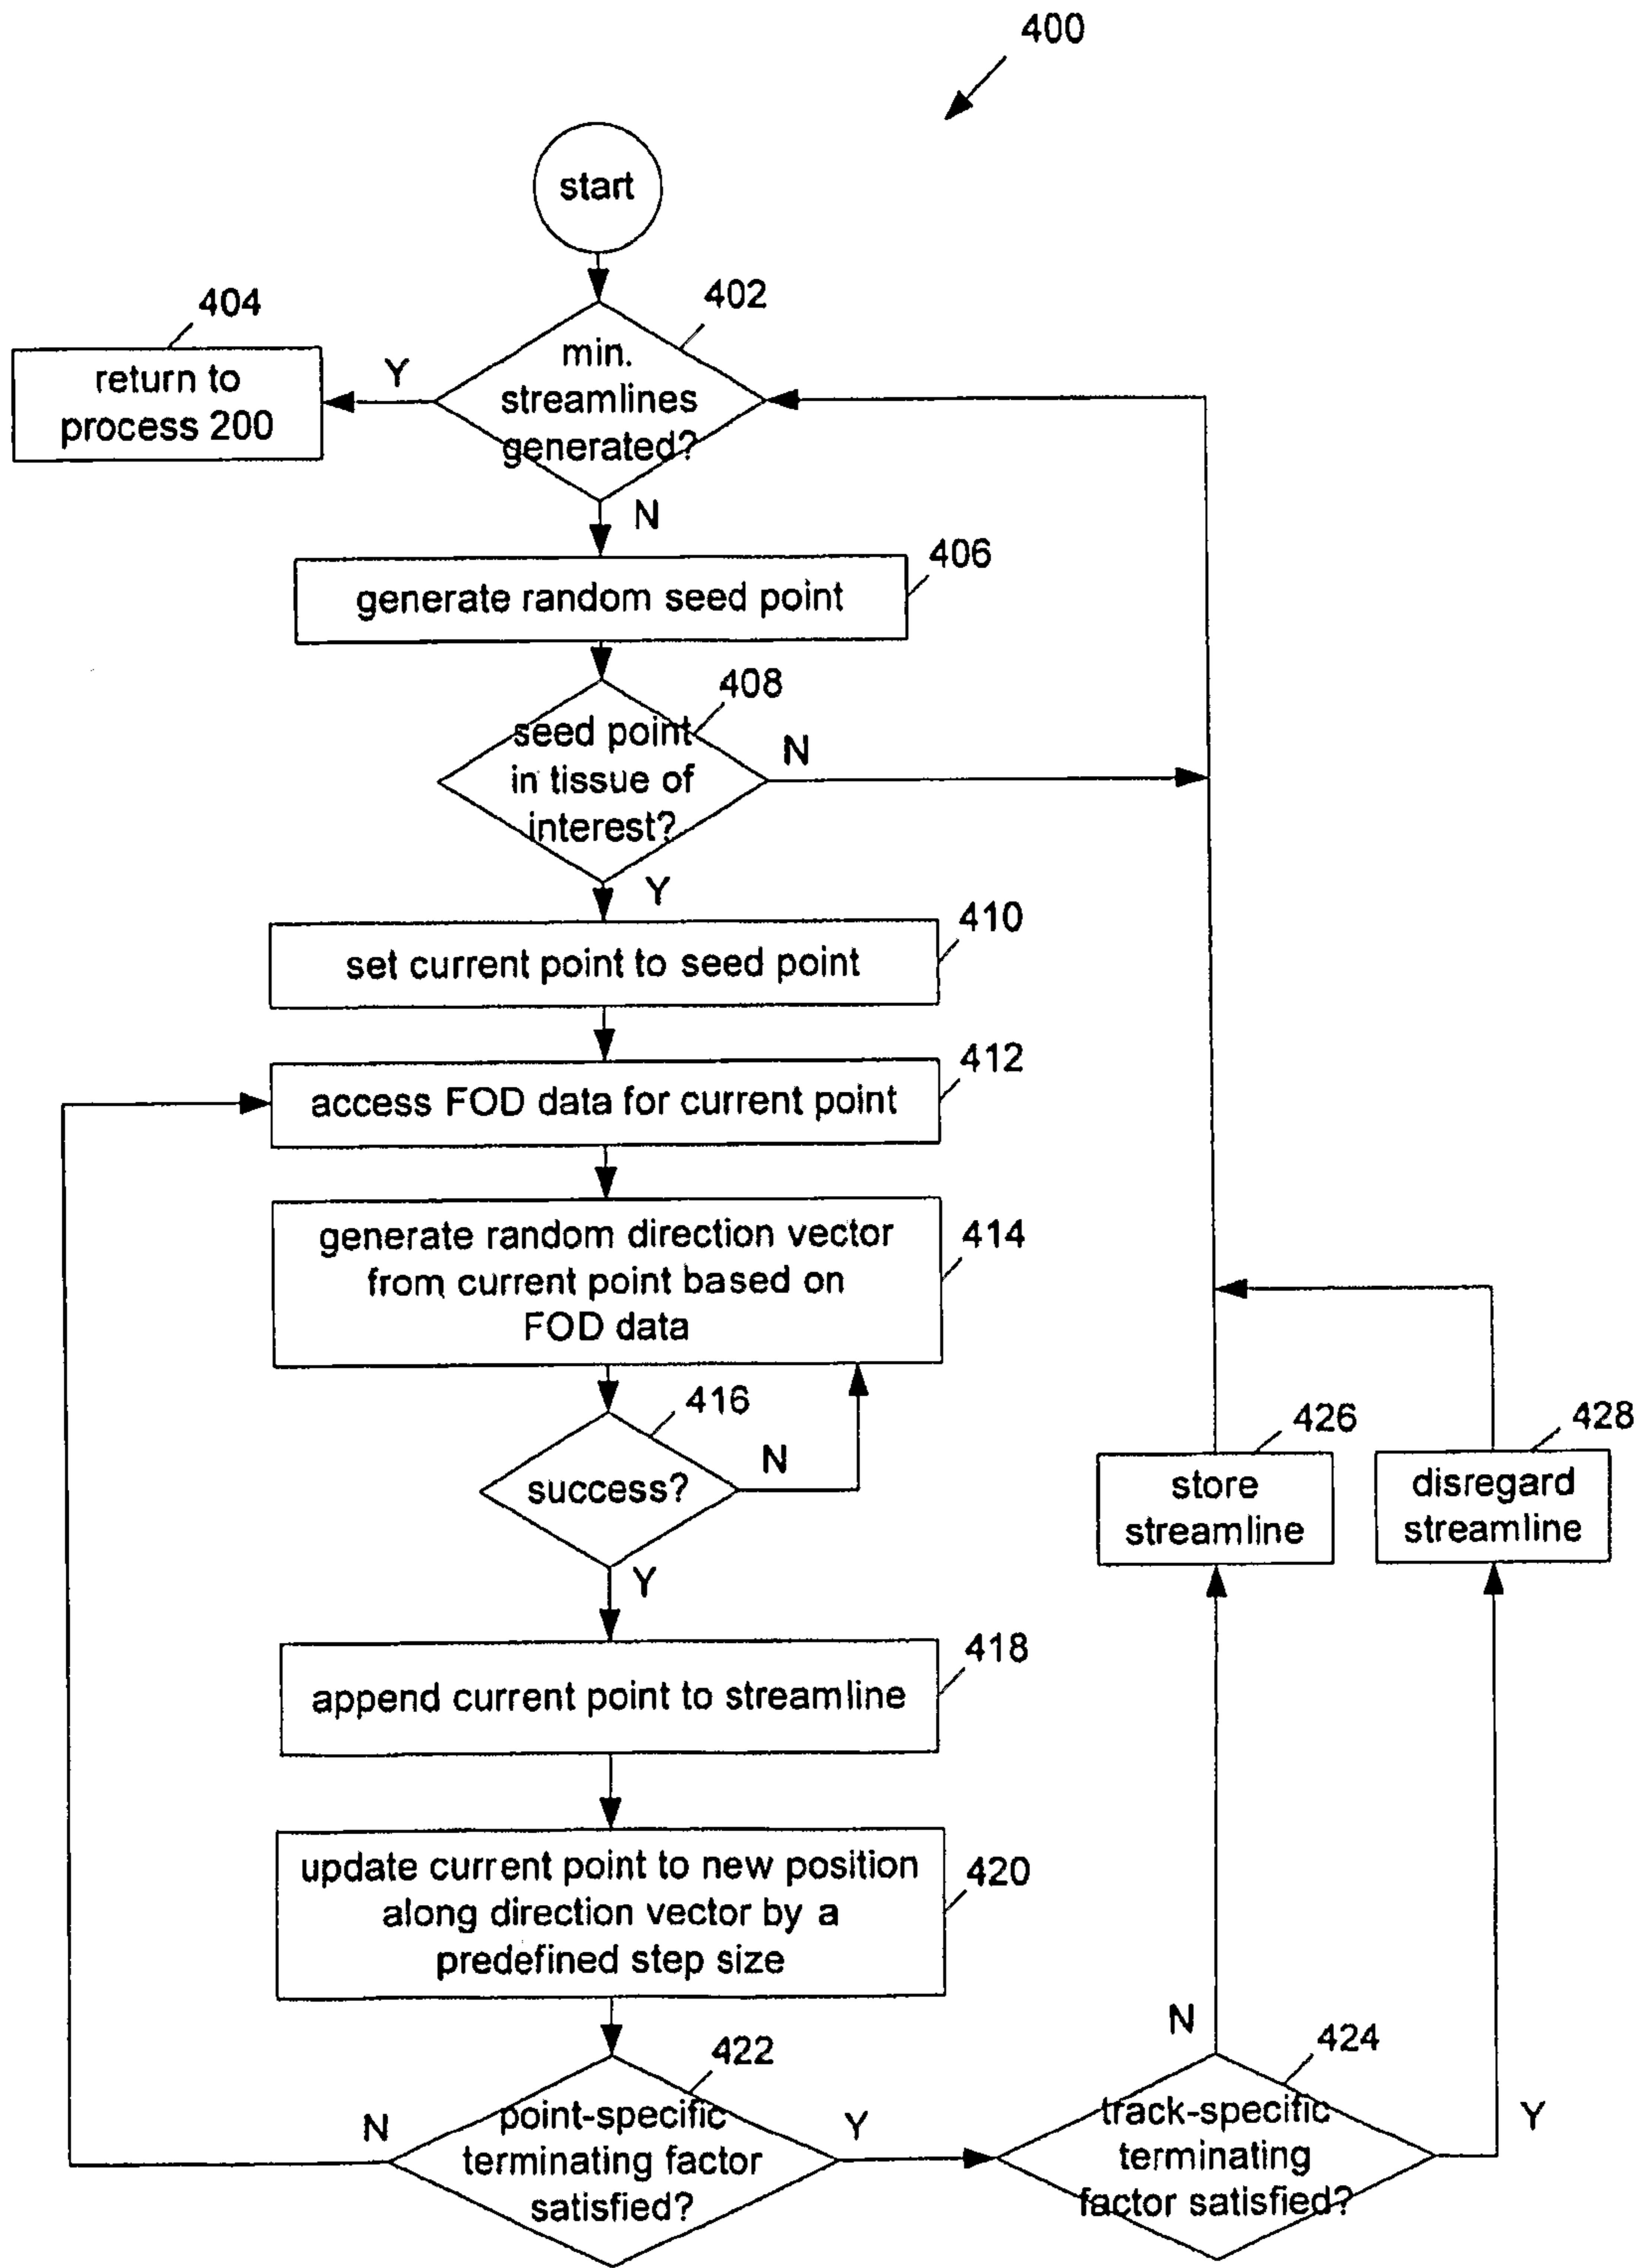 400
start
402
404
min.
streamlines
generated?
Y
return to
process 200
N
406
generate random seed point
408
seed point
in tissue of
interest?
N
Y
410
set current point to seed point
412
access FOD data for current point
414
generate random direction vector
from current point based on
FOD data
416
success?
N
Y
426
store
streamline
428
disregard
streamline
418
append current point to streamline
420
update current point to new position
along direction vector by a
predefined step size
422
point-specific
terminating factor
satisfied?
N
Y
424
track-specific
terminating
factor satisfied?
N
Y